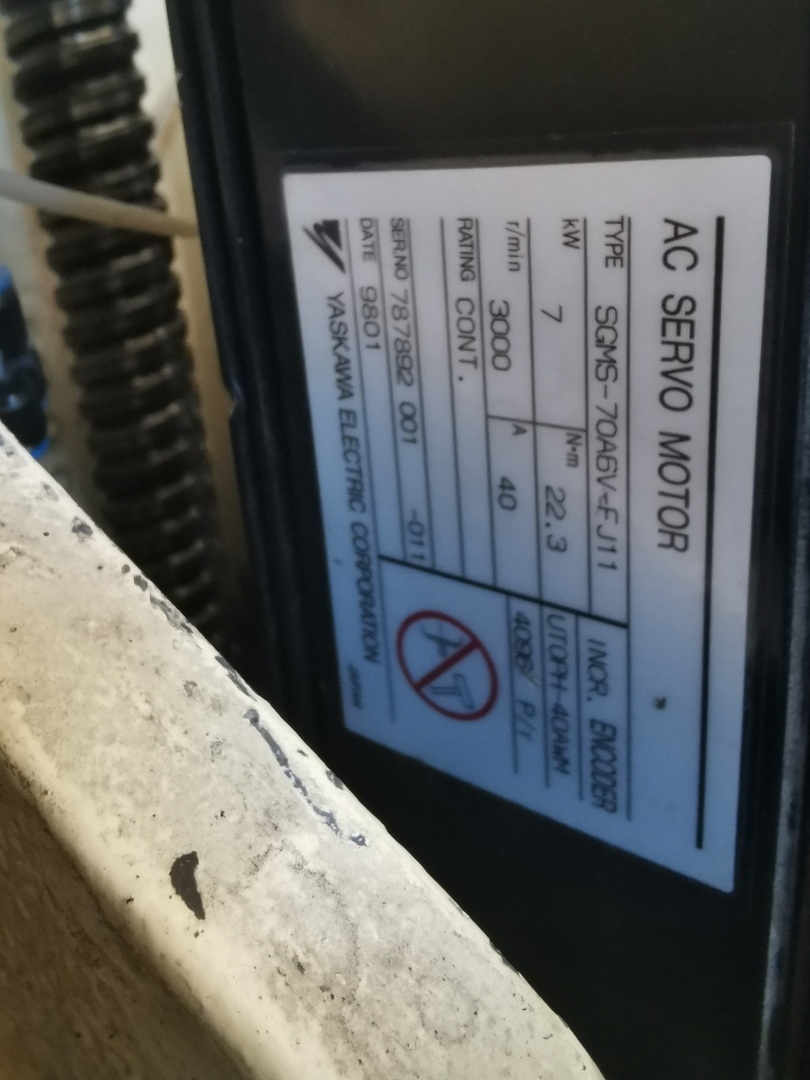 AC SERVO MOTOR
TYPE SGMS-70A6V-FJ11
kW 7 N·m 22.3
r/min 3000 A 40
RATING CONT.
SER.NO 787892 001 -011
DATE 9801
YASKAWA ELECTRIC CORPORATION JAPAN
INCR. ENCODER
UTOPH-40AWM
4096 P/r